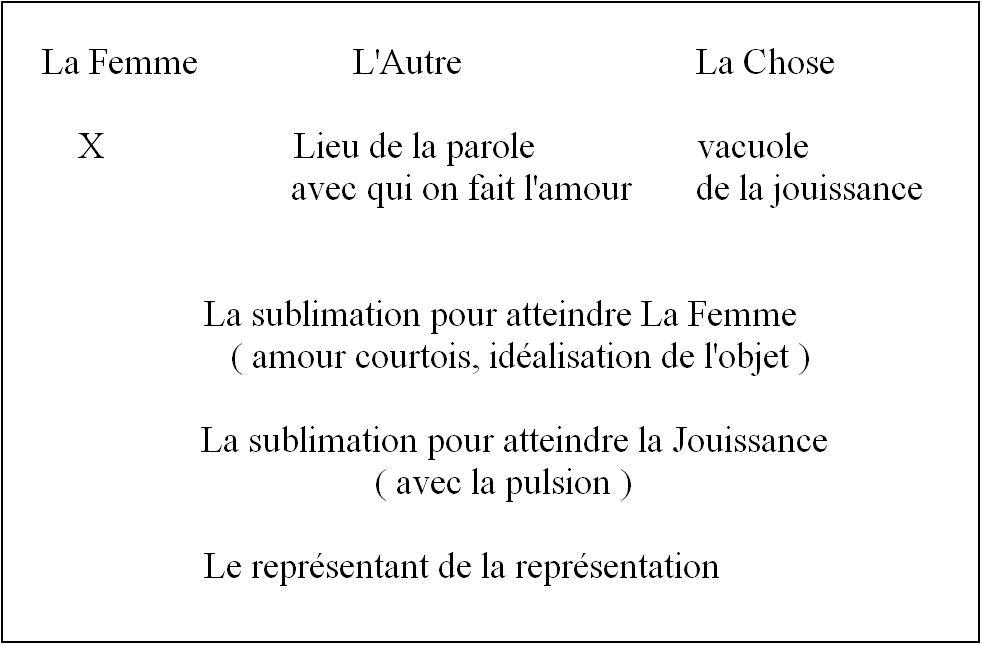 La Femme L'Autre La Chose
X Lieu de la parole vacuole
avec qui on fait l'amour de la jouissance
La sublimation pour atteindre La Femme
( amour courtois, idéalisation de l'objet )
La sublimation pour atteindre la Jouissance
( avec la pulsion )
Le représentant de la représentation